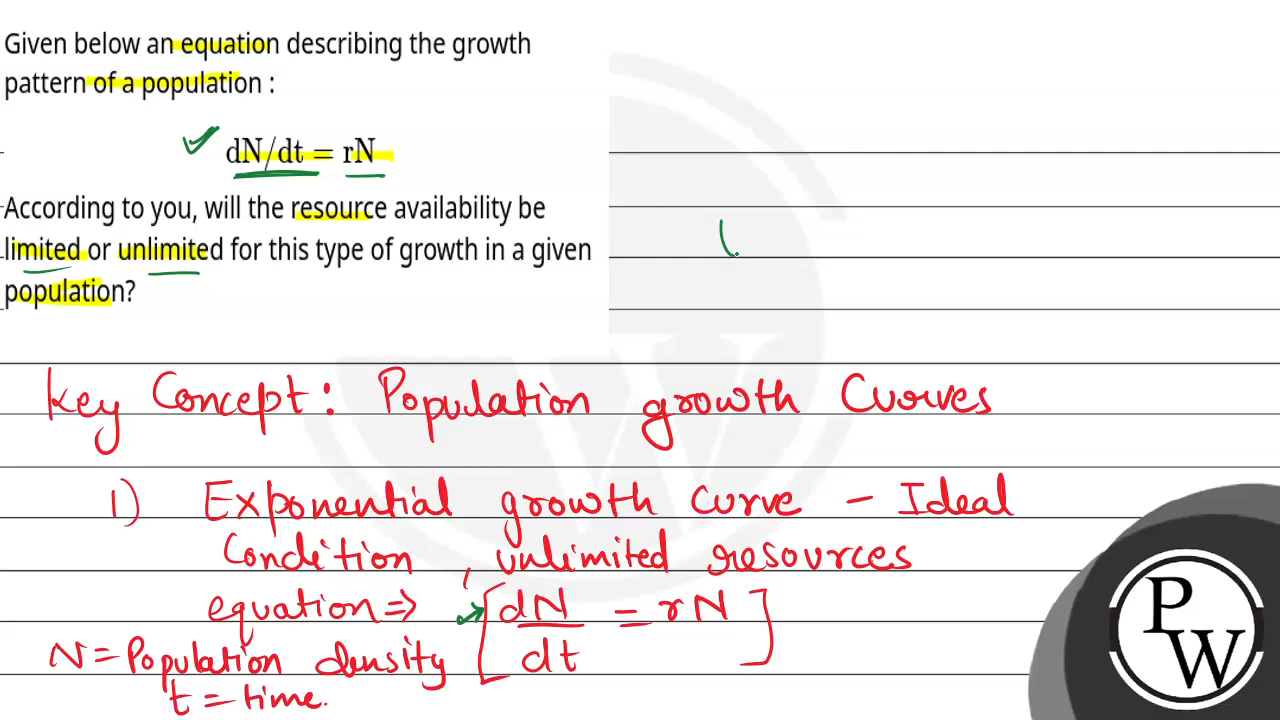 Given below an equation describing the growth
pattern of a population :
dN/dt = rN
According to you, will the resource availability be
limited or unlimited for this type of growth in a given
population?
Key Concept: Population growth Curves
1) Exponential growth Curve – Ideal
Condition, unlimited resources
equation ⇒ [dN/dt = rN]
N = Population density
t = time.
P
W